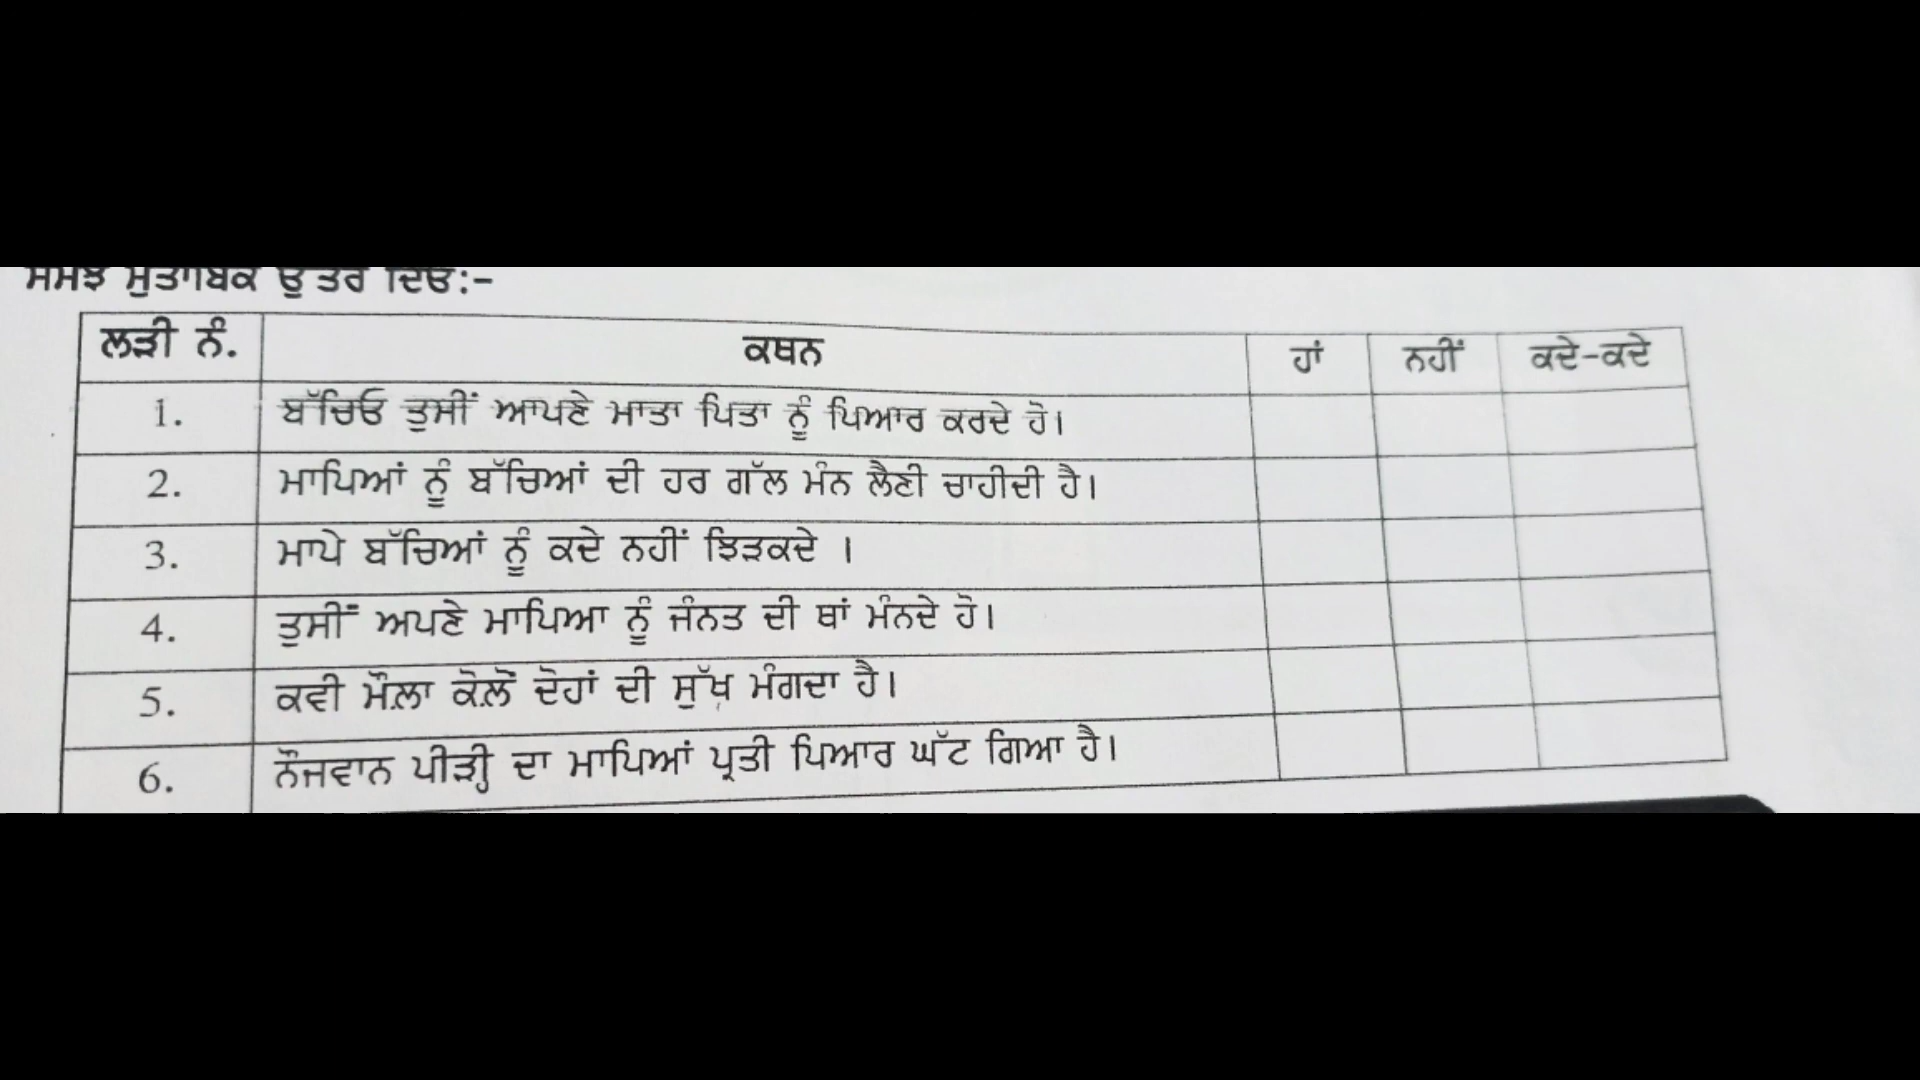 ਸਮਝ ਮੁਤਾਬਿਕ ਉੱਤਰ ਦਿਓ:-
ਲੜੀ ਨੰ. ਕਥਨ ਹਾਂ ਨਹੀਂ ਕਦੇ-ਕਦੇ
1. ਬੱਚਿਓ ਤੁਸੀਂ ਆਪਣੇ ਮਾਤਾ ਪਿਤਾ ਨੂੰ ਪਿਆਰ ਕਰਦੇ ਹੋ।
2. ਮਾਪਿਆਂ ਨੂੰ ਬੱਚਿਆਂ ਦੀ ਹਰ ਗੱਲ ਮੰਨ ਲੈਣੀ ਚਾਹੀਦੀ ਹੈ।
3. ਮਾਪੇ ਬੱਚਿਆਂ ਨੂੰ ਕਦੇ ਨਹੀਂ ਝਿੜਕਦੇ ।
4. ਤੁਸੀਂ ਅਪਣੇ ਮਾਪਿਆ ਨੂੰ ਜੰਨਤ ਦੀ ਥਾਂ ਮੰਨਦੇ ਹੋ।
5. ਕਵੀ ਮੌਲਾ ਕੋਲੋਂ ਦੋਹਾਂ ਦੀ ਸੁੱਖ ਮੰਗਦਾ ਹੈ।
6. ਨੌਜਵਾਨ ਪੀੜ੍ਹੀ ਦਾ ਮਾਪਿਆਂ ਪ੍ਰਤੀ ਪਿਆਰ ਘੱਟ ਗਿਆ ਹੈ।